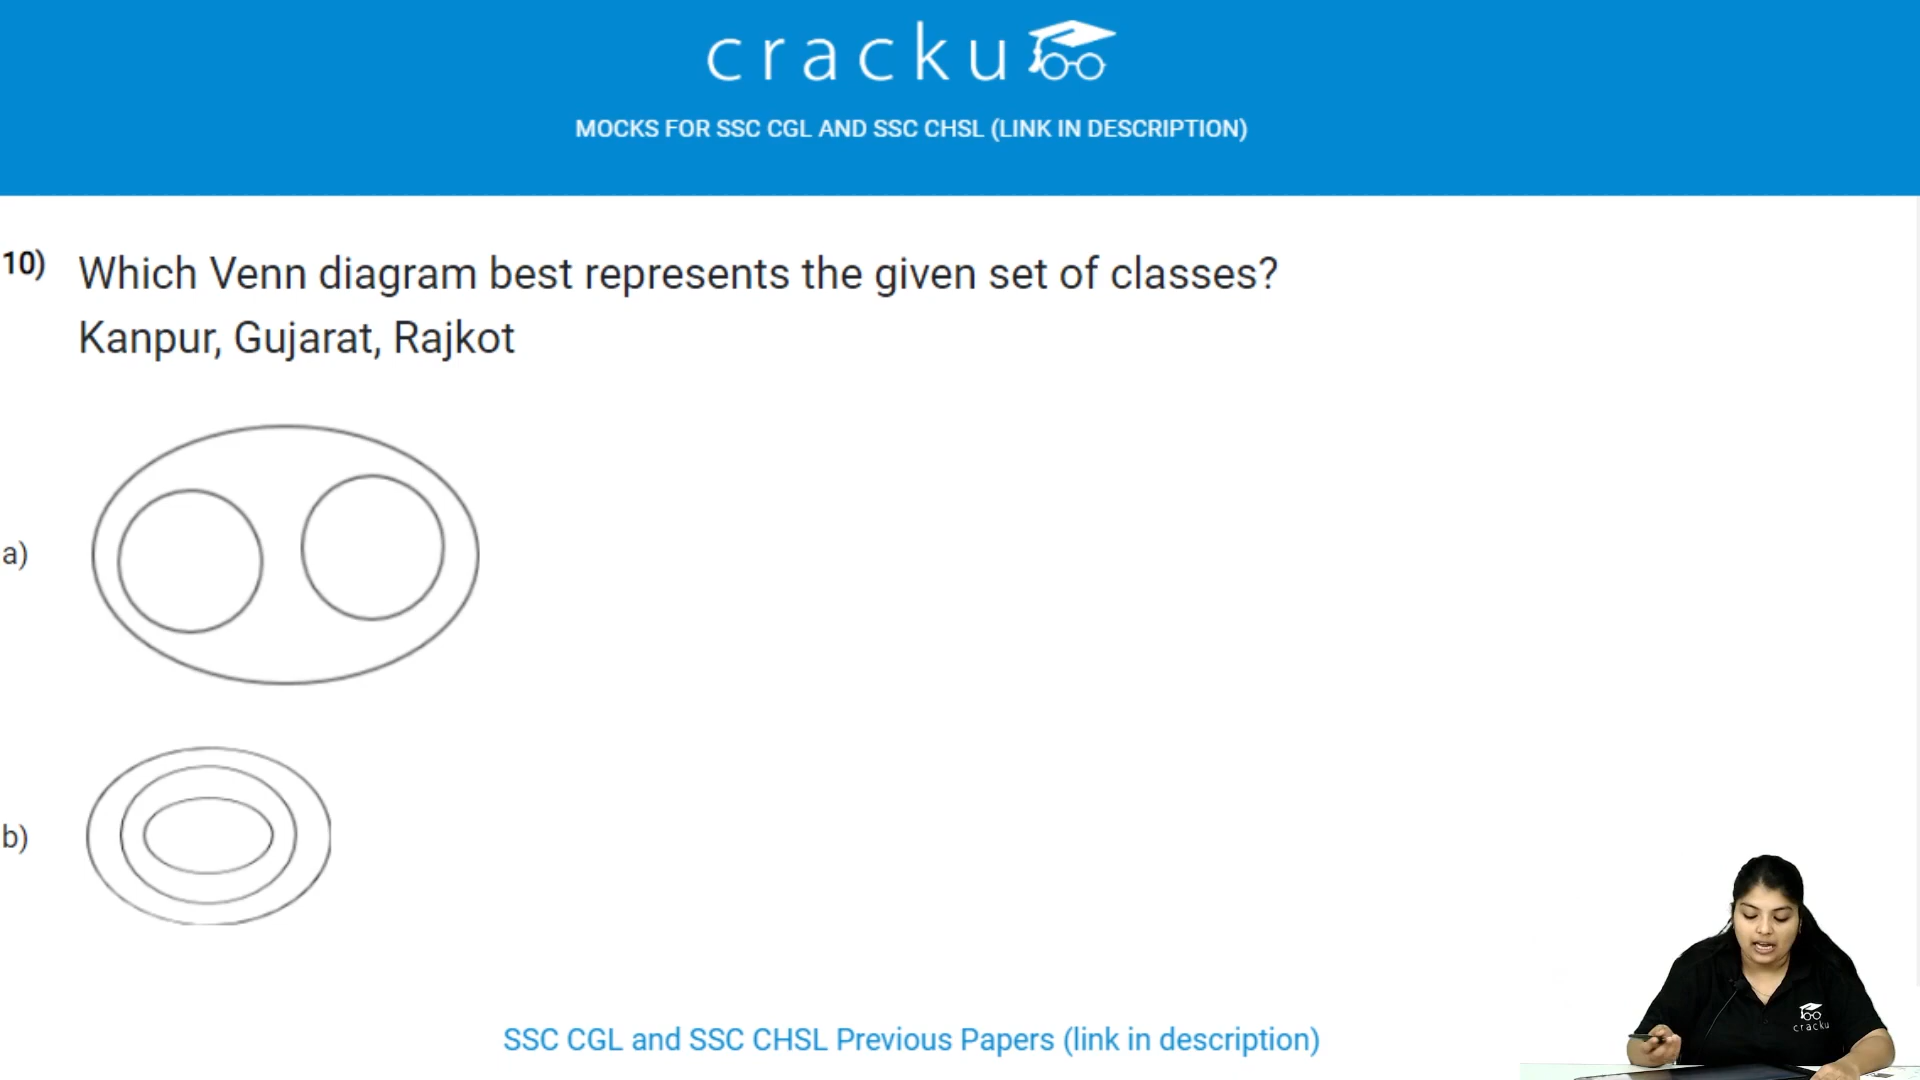 cracku
MOCKS FOR SSC CGL AND SSC CHSL (LINK IN DESCRIPTION)
10) Which Venn diagram best represents the given set of classes?
Kanpur, Gujarat, Rajkot
a)
b)
cracku
SSC CGL and SSC CHSL Previous Papers (link in description)